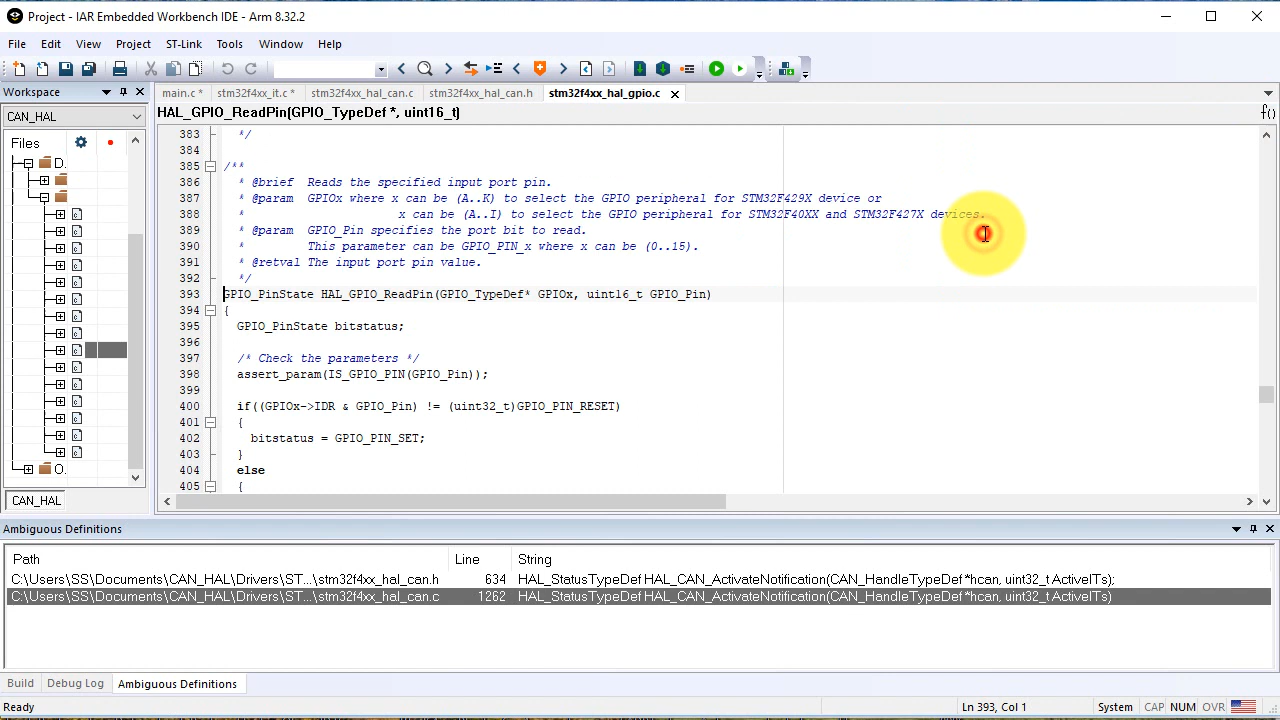 Project - IAR Embedded Workbench IDE - Arm 8.32.2
File Edit View Project ST-Link Tools Window Help
Workspace
main.c * stm32f4xx_it.c * stm32f4xx_hal_can.c stm32f4xx_hal_can.h stm32f4xx_hal_gpio.c
CAN_HAL
HAL_GPIO_ReadPin(GPIO_TypeDef *, uint16_t) f()
Files
D.
O.
CAN_HAL
383 */
384
385 /**
386 * @brief Reads the specified input port pin.
387 * @param GPIOx where x can be (A..K) to select the GPIO peripheral for STM32F429X device or
388 * x can be (A..I) to select the GPIO peripheral for STM32F40XX and STM32F427X devices.
389 * @param GPIO_Pin specifies the port bit to read.
390 * This parameter can be GPIO_PIN_x where x can be (0..15).
391 * @retval The input port pin value.
392 */
393 GPIO_PinState HAL_GPIO_ReadPin(GPIO_TypeDef* GPIOx, uint16_t GPIO_Pin)
394 {
395 GPIO_PinState bitstatus;
396
397 /* Check the parameters */
398 assert_param(IS_GPIO_PIN(GPIO_Pin));
399
400 if((GPIOx->IDR & GPIO_Pin) != (uint32_t)GPIO_PIN_RESET)
401 {
402 bitstatus = GPIO_PIN_SET;
403 }
404 else
405 {
Ambiguous Definitions
Path Line String
C:\Users\SS\Documents\CAN_HAL\Drivers\ST...\stm32f4xx_hal_can.h 634 HAL_StatusTypeDef HAL_CAN_ActivateNotification(CAN_HandleTypeDef *hcan, uint32_t ActiveITs);
C:\Users\SS\Documents\CAN_HAL\Drivers\ST...\stm32f4xx_hal_can.c 1262 HAL_StatusTypeDef HAL_CAN_ActivateNotification(CAN_HandleTypeDef *hcan, uint32_t ActiveITs)
Build Debug Log Ambiguous Definitions
Ready Ln 393, Col 1 System CAP NUM OVR